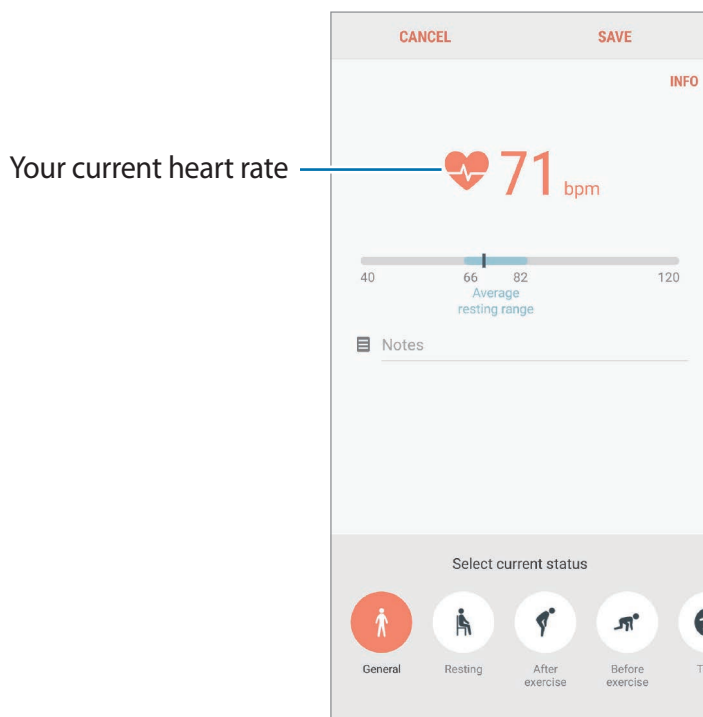 CANCEL SAVE
INFO
Your current heart rate
71 bpm
40 66 82 120
Average
resting range
Notes
Select current status
General Resting After Before
exercise exercise